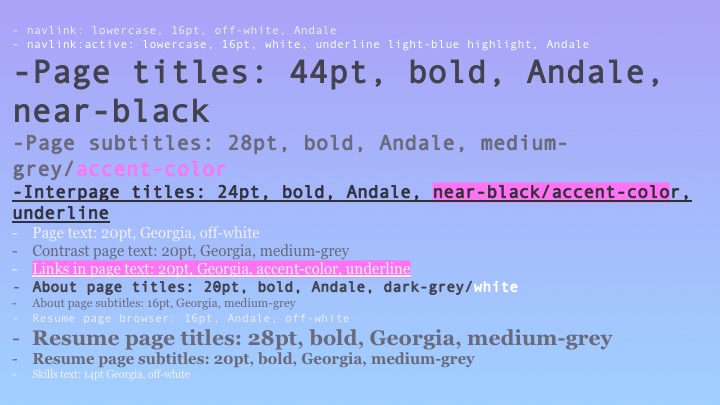 - navlink: lowercase, 16pt, off-white, Andale
- navlink:active: lowercase, 16pt, white, underline light-blue highlight, Andale
-Page titles: 44pt, bold, Andale,
near-black
-Page subtitles: 28pt, bold, Andale, medium-
grey/accent-color
-Interpage titles: 24pt, bold, Andale, near-black/accent-color,
underline
- Page text: 20pt, Georgia, off-white
- Contrast page text: 20pt, Georgia, medium-grey
- Links in page text: 20pt, Georgia, accent-color, underline
- About page titles: 20pt, bold, Andale, dark-grey/white
- About page subtitles: 16pt, Georgia, medium-grey
- Resume page browser: 16pt, Andale, off-white
- Resume page titles: 28pt, bold, Georgia, medium-grey
- Resume page subtitles: 20pt, bold, Georgia, medium-grey
- Skills text: 14pt Georgia, off-white